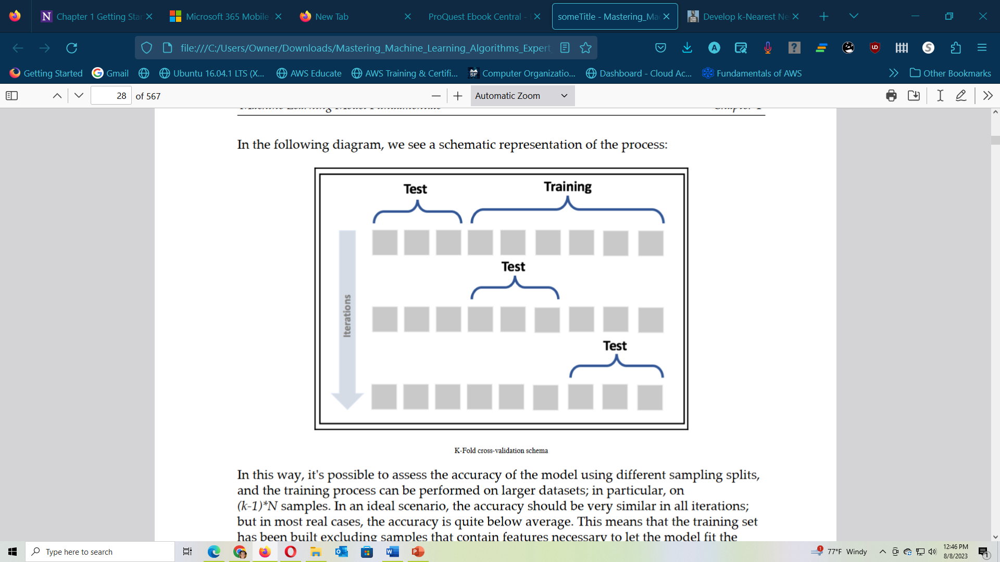 Chapter 1 Getting Star
Microsoft 365 Mobile
New Tab
ProQuest Ebook Central -
someTitle - Mastering_Mac
Develop k-Nearest Ne
file:///C:/Users/Owner/Downloads/Mastering_Machine_Learning_Algorithms_Expert
Getting Started
Gmail
Ubuntu 16.04.1 LTS (X...
AWS Educate
AWS Training & Certifi...
Computer Organizatio...
Dashboard - Cloud Ac...
Fundamentals of AWS
Other Bookmarks
28 of 567
Automatic Zoom
In the following diagram, we see a schematic representation of the process:
Test
Training
Test
Iterations
Test
K-Fold cross-validation schema
In this way, it's possible to assess the accuracy of the model using different sampling splits,
and the training process can be performed on larger datasets; in particular, on
(k-1)*N samples. In an ideal scenario, the accuracy should be very similar in all iterations;
but in most real cases, the accuracy is quite below average. This means that the training set
has been built excluding samples that contain features necessary to let the model fit the
Type here to search
77°F Windy
12:46 PM
8/8/2023